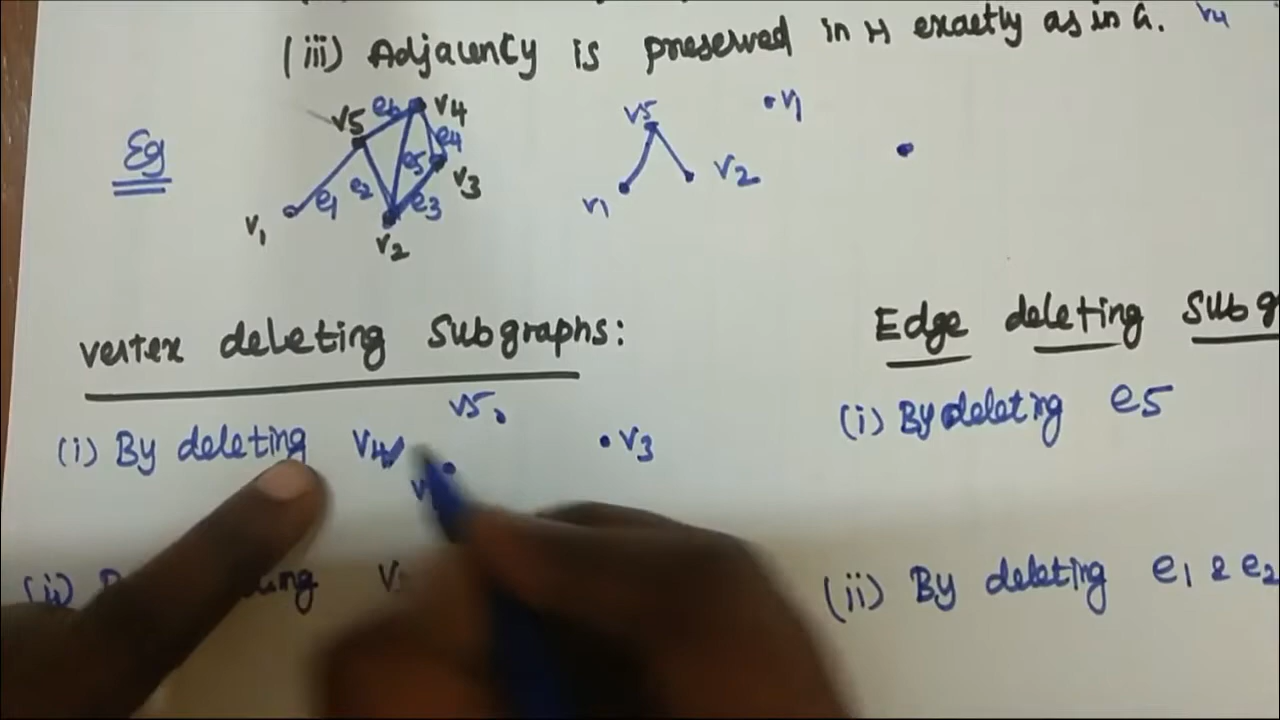 (iii) Adjacency is preserved in H exactly as in G. v4
Eg
v5 e6 v4
e4
e5
v3
e2
e1 e3
v1
v2
v5
v1 v2
v1
Vertex deleting Subgraphs:
Edge deleting Subg
v5
(i) By deleting v4
v3
(i) By deleting e5
(ii)
(ii) By deleting e1 & e2